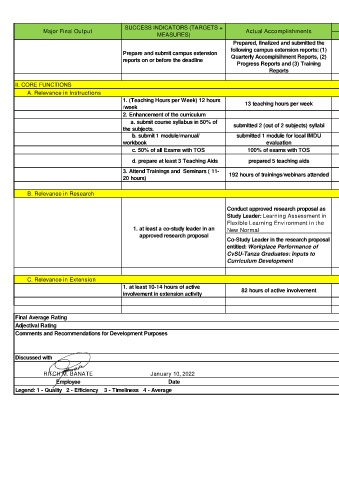 Major Final Output
SUCCESS INDICATORS (TARGETS +
MEASURES)
Actual Accomplishments
Prepare and submit campus extension
reports on or before the deadline
Prepared, finalized and submitted the
following campus extension reports: (1)
Quarterly Accomplishment Reports, (2)
Progress Reports and (3) Training
Reports
II. CORE FUNCTIONS
A. Relevance in Instructions
1. (Teaching Hours per Week) 12 hours
/week
13 teaching hours per week
2. Enhancement of the curriculum
a. submit course syllabus in 50% of
the subjects.
submitted 2 (out of 2 subjects) syllabi
b. submit 1 module/manual/
workbook
submitted 1 module for local IMDU
evaluation
c. 50% of all Exams with TOS
100% of exams with TOS
d. prepare at least 3 Teaching Aids
prepared 5 teaching aids
3. Attend Trainings and Seminars ( 11-
20 hours)
192 hours of trainings/webinars attended
B. Relevance in Research
1. at least a co-study leader in an
approved research proposal
Conduct approved research proposal as
Study Leader: Learning Assessment in
Flexible Learning Environment in the
New Normal
Co-Study Leader in the research proposal
entitled: Workplace Performance of
CvSU-Tanza Graduates: Inputs to
Curriculum Development
C. Relevance in Extension
1. at least 10-14 hours of active
involvement in extension activity
82 hours of active involvement
Final Average Rating
Adjectival Rating
Comments and Recommendations for Development Purposes
Discussed with
RITCH M. BANATE
January 10, 2022
Employee
Date
Legend: 1 - Quality 2 - Efficiency 3 - Timeliness 4 - Average